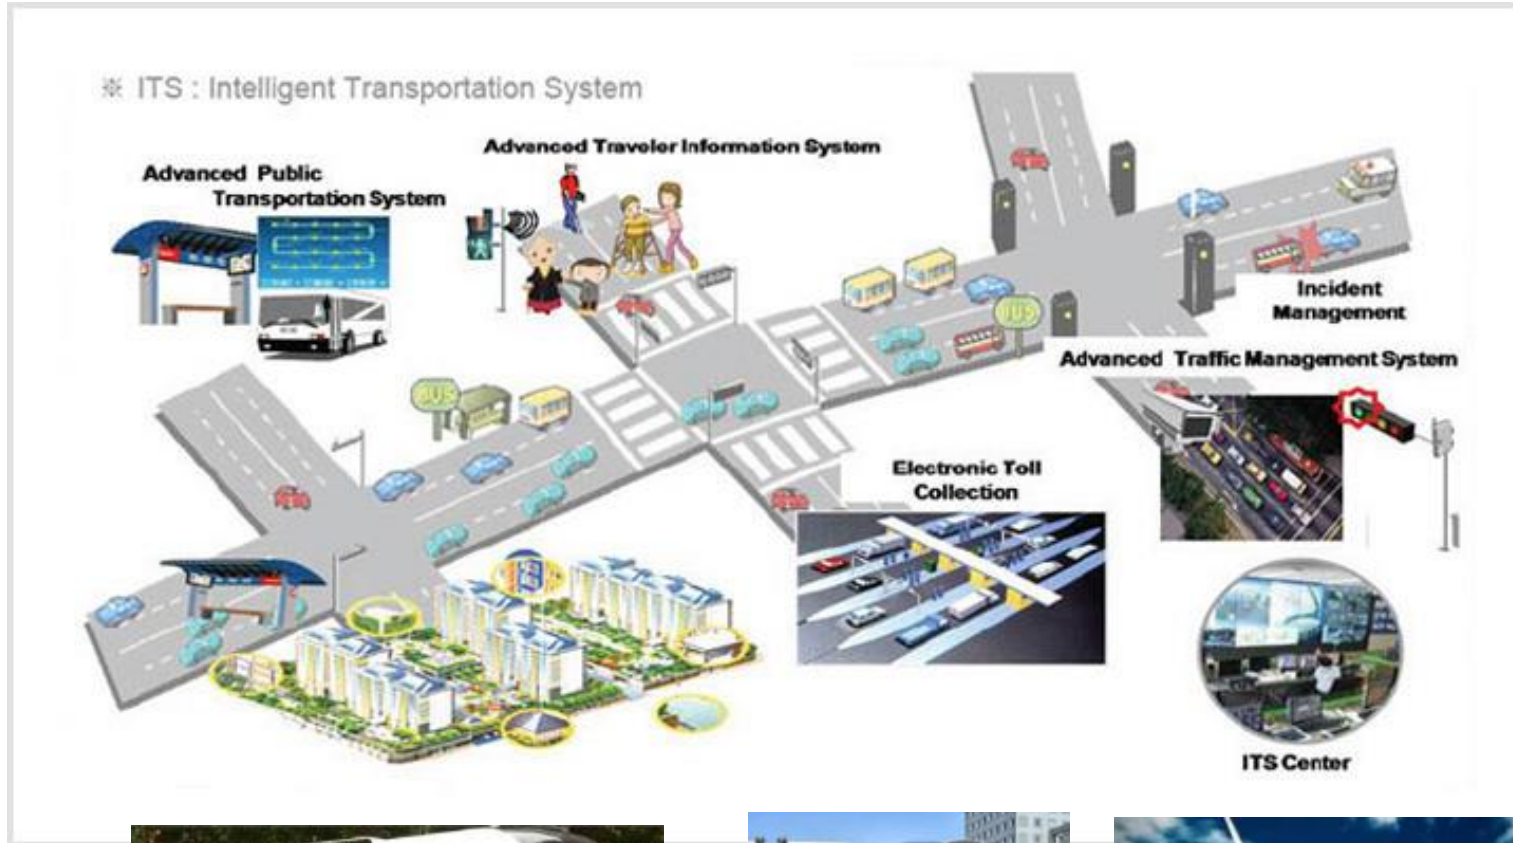 ※ ITS : Intelligent Transportation System
Advanced Traveler Information System
Advanced Public
Transportation System
BUS
Incident
Management
Advanced Traffic Management System
BUS
Electronic Toll
Collection
ITS Center